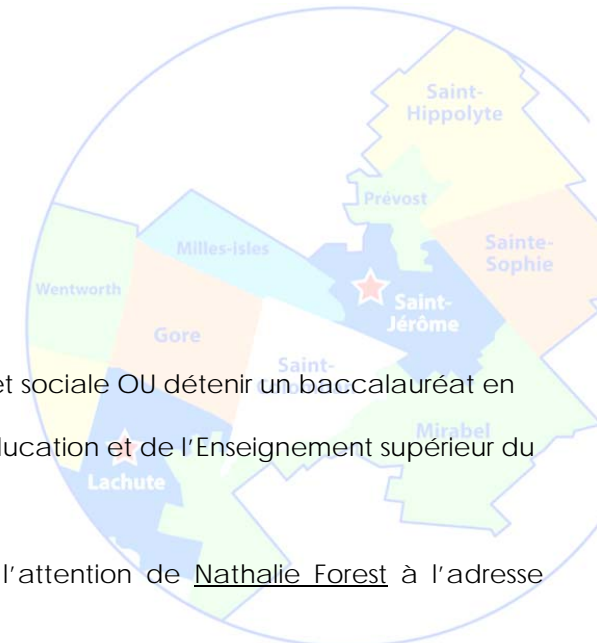 Saint-
Hippolyte
Prévost
Milles-isles
Sainte-
Sophie
Wentworth
Saint-
Jérôme
Gore
Saint-
et sociale OU détenir un baccalauréat en
Mirabel
ducation et de l'Enseignement supérieur du
Lachute
l'attention de Nathalie Forest à l'adresse